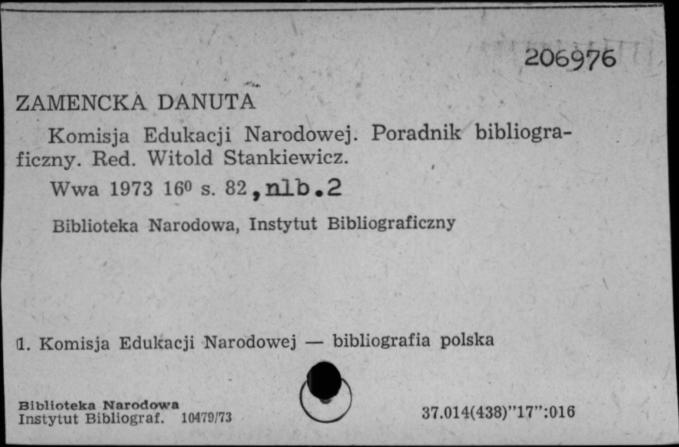 206976
ZAMENCKA DANUTA
Komisja Edukacji Narodowej. Poradnik bibliogra-
ficzny. Red. Witold Stankiewicz.
Wwa 1973 16⁰ s. 82, nlb.2
Biblioteka Narodowa, Instytut Bibliograficzny
1. Komisja Edukacji Narodowej — bibliografia polska
Biblioteka Narodowa
Instytut Bibliograf. 10479/73
37.014(438)"17":016